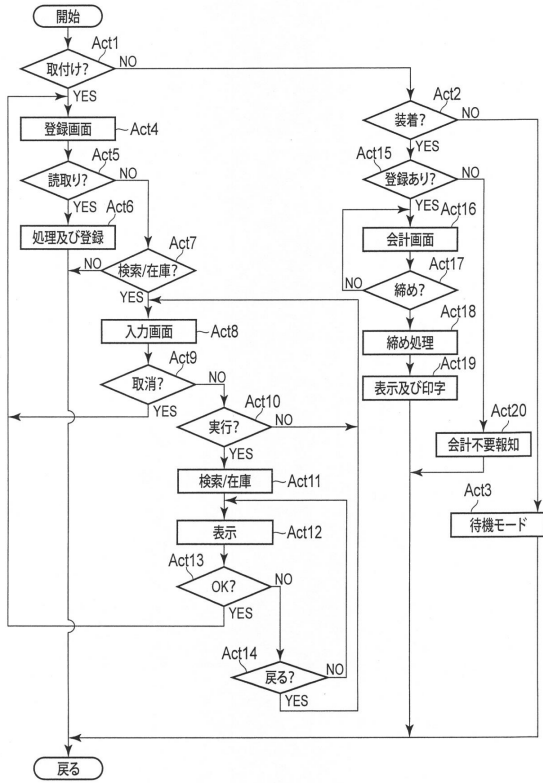 開始
Act1
取付け?
NO
YES
Act2
装着?
NO
YES
Act4
登録画面
Act5
読取り?
NO
YES
Act15
登録あり?
NO
YES
Act6
処理及び登録
Act16
会計画面
Act7
検索/在庫?
NO
YES
Act17
締め?
NO
Act8
入力画面
Act18
締め処理
Act9
取消?
NO
YES
Act19
表示及び印字
Act10
実行?
NO
YES
Act20
会計不要報知
Act11
検索/在庫
Act3
待機モード
Act12
表示
Act13
OK?
NO
YES
Act14
戻る?
NO
YES
戻る